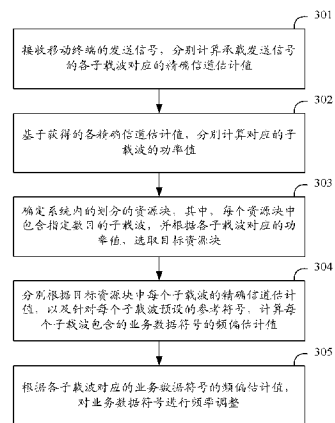 301
接收移动终端的发送信号，分别计算承载发送信号
的各子载波对应的精确信道估计值
302
基于获得的各精确信道估计值，分别计算对应的子
载波的功率值
303
确定系统内的划分的资源块，其中，每个资源块中
包含指定数目的子载波，并根据各子载波对应的功
率值，选取目标资源块
304
分别根据目标资源块中每个子载波的精确信道估计
值，以及针对每个子载波预设的参考符号，计算每
个子载波包含的业务数据符号的频偏估计值
305
根据各子载波对应的业务数据符号的频偏估计值，
对业务数据符号进行频率调整